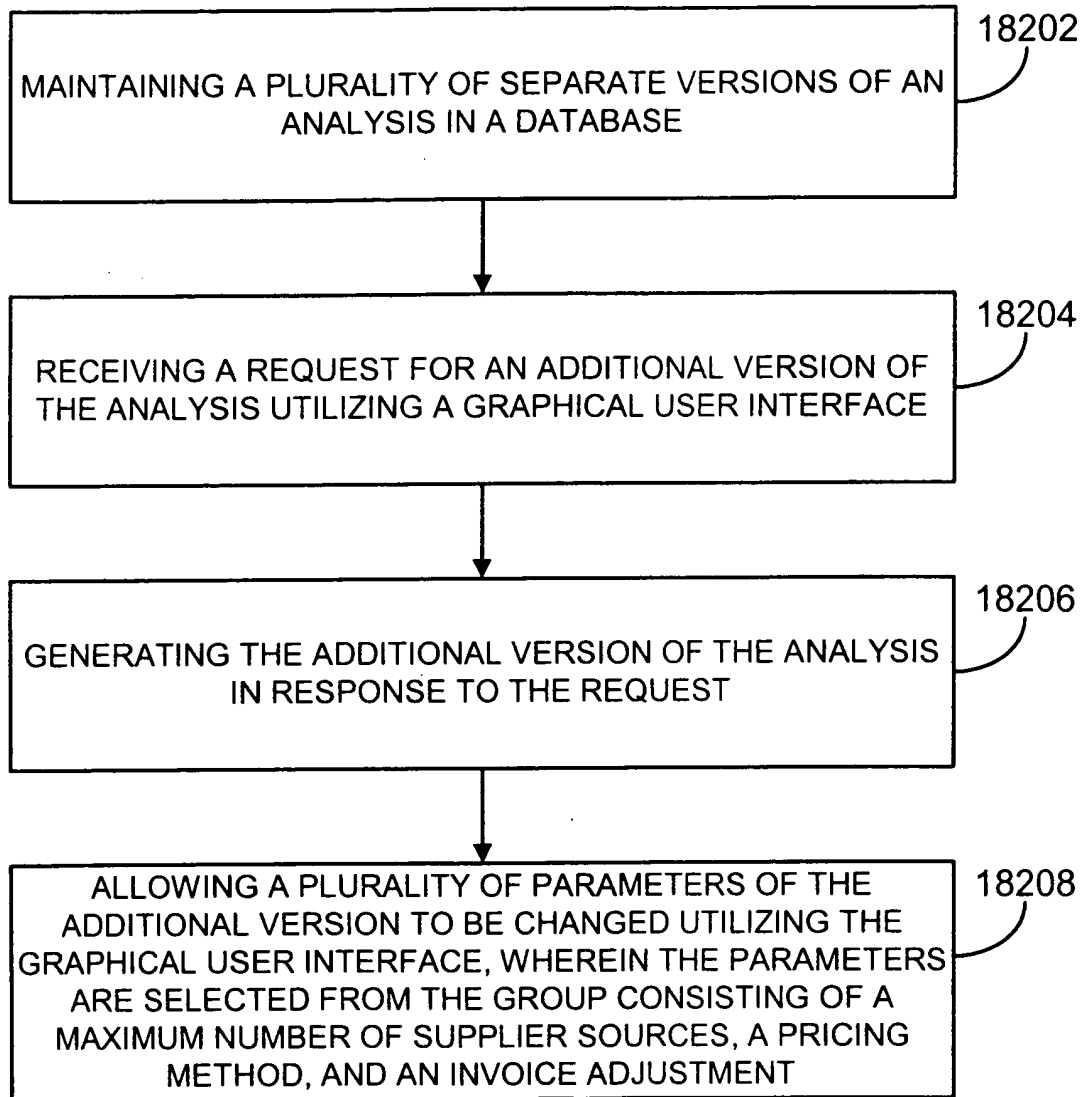 18202
MAINTAINING A PLURALITY OF SEPARATE VERSIONS OF AN
ANALYSIS IN A DATABASE
18204
RECEIVING A REQUEST FOR AN ADDITIONAL VERSION OF
THE ANALYSIS UTILIZING A GRAPHICAL USER INTERFACE
18206
GENERATING THE ADDITIONAL VERSION OF THE ANALYSIS
IN RESPONSE TO THE REQUEST
18208
ALLOWING A PLURALITY OF PARAMETERS OF THE
ADDITIONAL VERSION TO BE CHANGED UTILIZING THE
GRAPHICAL USER INTERFACE, WHEREIN THE PARAMETERS
ARE SELECTED FROM THE GROUP CONSISTING OF A
MAXIMUM NUMBER OF SUPPLIER SOURCES, A PRICING
METHOD, AND AN INVOICE ADJUSTMENT